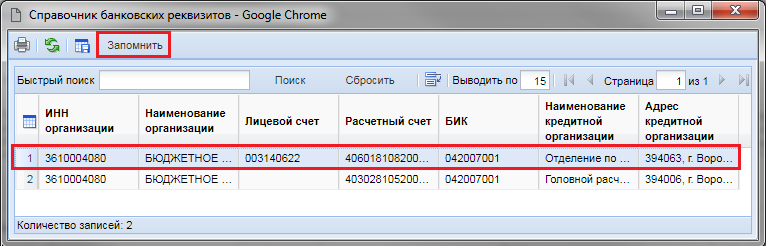 Справочник банковских реквизитов - Google Chrome
Запомнить
Быстрый поиск Поиск Сбросить Выводить по 15 Страница 1 из 1
ИНН организации Наименование организации Лицевой счет Расчетный счет БИК Наименование кредитной организации Адрес кредитной организации
1 3610004080 БЮДЖЕТНОЕ ... 003140622 406018108200... 042007001 Отделение по ... 394063, г. Воро...
2 3610004080 БЮДЖЕТНОЕ ... 403028105200... 042007001 Головной расч... 394006, г. Воро...
Количество записей: 2